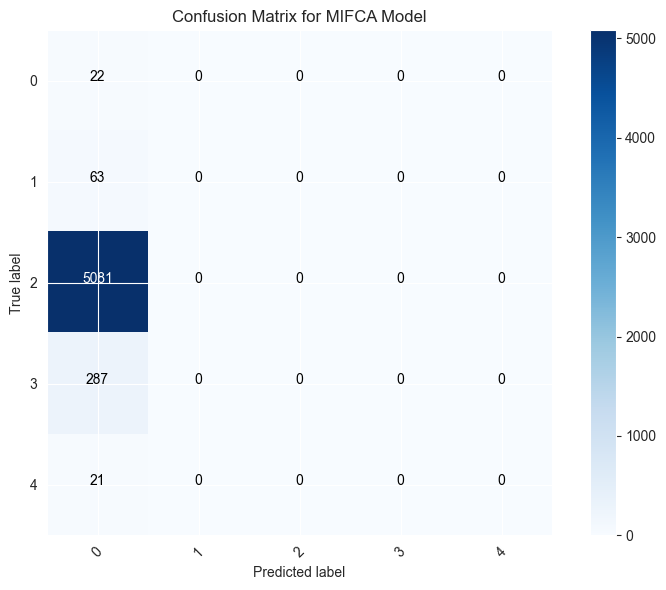 Confusion Matrix for MIFCA Model
0 22 0 0 0 0
1 63 0 0 0 0
2 5081 0 0 0 0
3 287 0 0 0 0
4 21 0 0 0 0
0 1 2 3 4
True label
Predicted label
5000
4000
3000
2000
1000
0